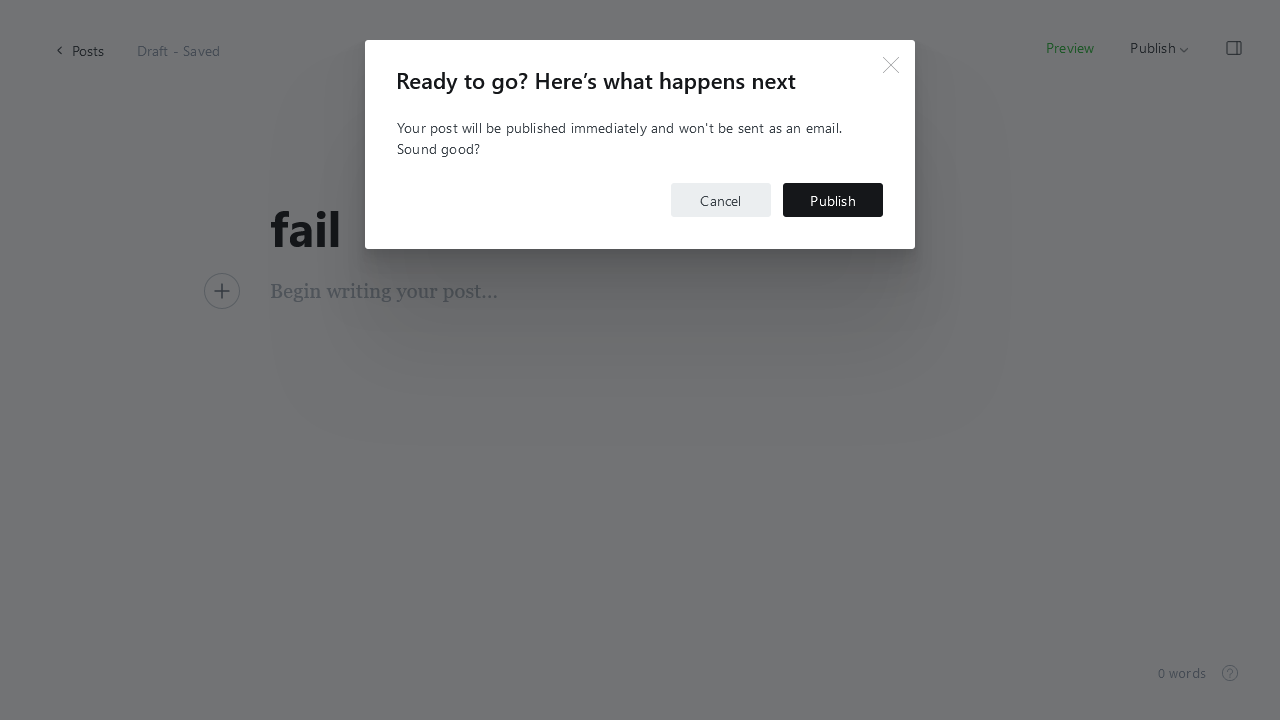 Posts
Draft - Saved
Preview
Publish
Ready to go? Here's what happens next
Your post will be published immediately and won't be sent as an email.
Sound good?
Cancel
Publish
fail
Begin writing your post...
0 words